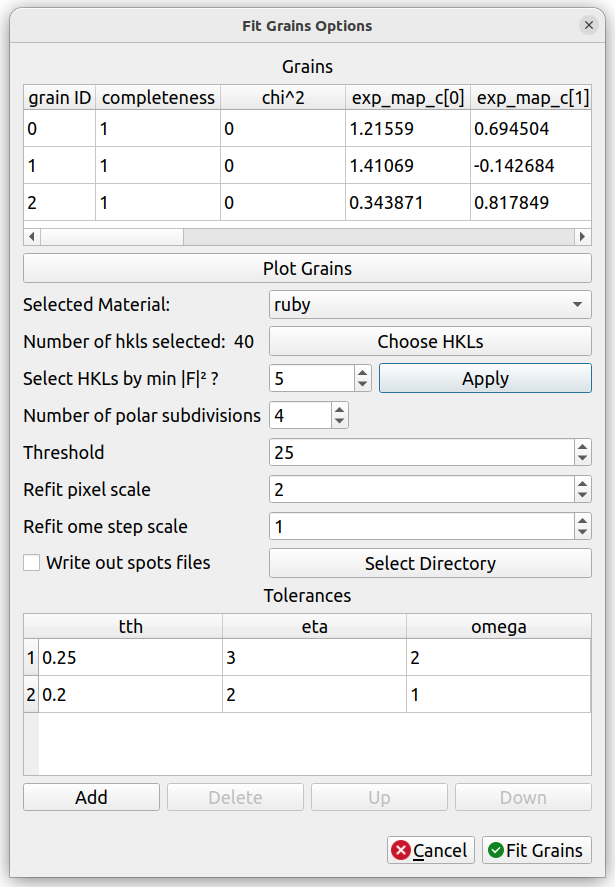 Fit Grains Options
Grains
grain ID completeness chi^2 exp_map_c[0] exp_map_c[1]
0 1 0 1.21559 0.694504
1 1 0 1.41069 -0.142684
2 1 0 0.343871 0.817849
Plot Grains
Selected Material: ruby
Number of hkls selected: 40 Choose HKLs
Select HKLs by min |F|² ? 5 Apply
Number of polar subdivisions 4
Threshold 25
Refit pixel scale 2
Refit ome step scale 1
Write out spots files Select Directory
Tolerances
tth eta omega
1 0.25 3 2
2 0.2 2 1
Add Delete Up Down
Cancel Fit Grains